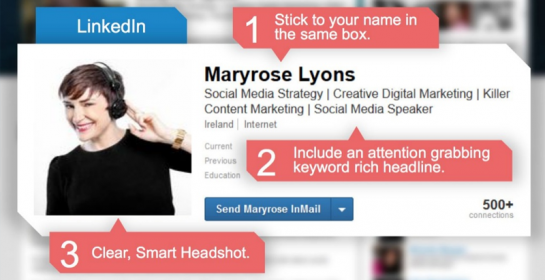 LinkedIn
1 Stick to your name in
the same box.
Maryrose Lyons
Social Media Strategy | Creative Digital Marketing | Killer
Content Marketing | Social Media Speaker
Ireland | Internet
Current
Previous
Education
2 Include an attention grabbing
keyword rich headline.
Send Maryrose InMail
500+
connections
3 Clear, Smart Headshot.